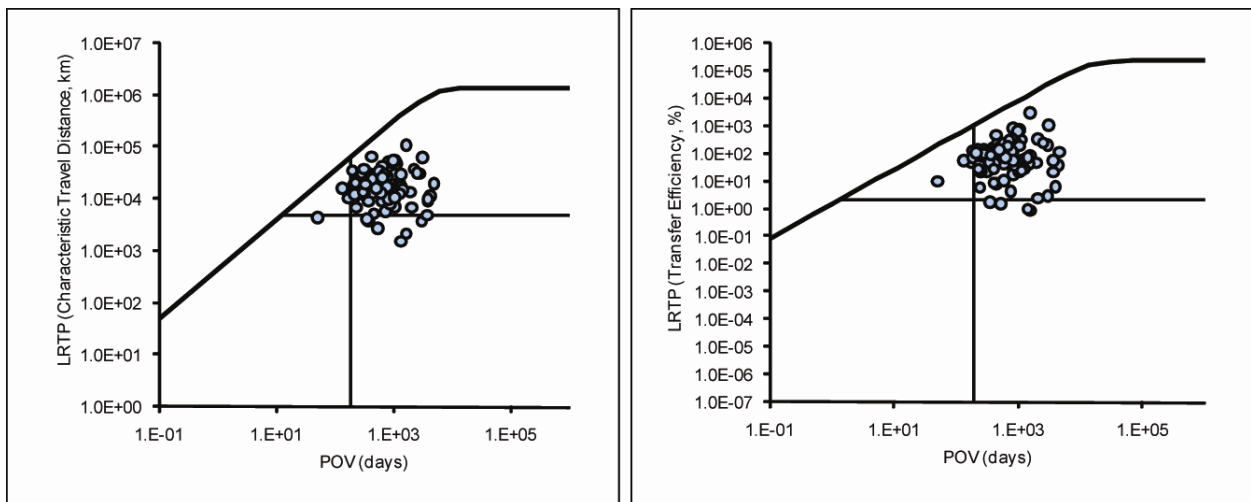 LRTP (Characteristic Travel Distance, km)
1.0E+07
1.0E+06
1.0E+05
1.0E+04
1.0E+03
1.0E+02
1.0E+01
1.0E+00
1.E-01 1.E+01 1.E+03 1.E+05
POV (days)
LRTP (Transfer Efficiency, %)
1.0E+06
1.0E+05
1.0E+04
1.0E+03
1.0E+02
1.0E+01
1.0E+00
1.0E-01
1.0E-02
1.0E-03
1.0E-04
1.0E-05
1.0E-06
1.0E-07
1.E-01 1.E+01 1.E+03 1.E+05
POV (days)